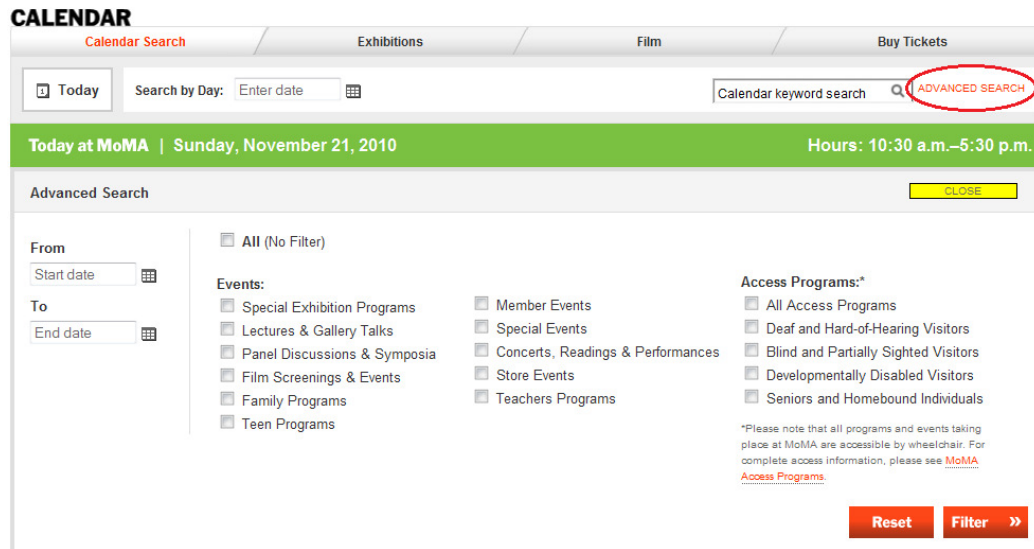 CALENDAR
Calendar Search Exhibitions Film Buy Tickets
1 Today Search by Day: Enter date Calendar keyword search ADVANCED SEARCH
Today at MoMA | Sunday, November 21, 2010 Hours: 10:30 a.m.–5:30 p.m.
Advanced Search CLOSE
From
Start date
To
End date
All (No Filter)
Events:
Special Exhibition Programs
Lectures & Gallery Talks
Panel Discussions & Symposia
Film Screenings & Events
Family Programs
Teen Programs
Member Events
Special Events
Concerts, Readings & Performances
Store Events
Teachers Programs
Access Programs:*
All Access Programs
Deaf and Hard-of-Hearing Visitors
Blind and Partially Sighted Visitors
Developmentally Disabled Visitors
Seniors and Homebound Individuals
*Please note that all programs and events taking
place at MoMA are accessible by wheelchair. For
complete access information, please see MoMA
Access Programs.
Reset Filter »